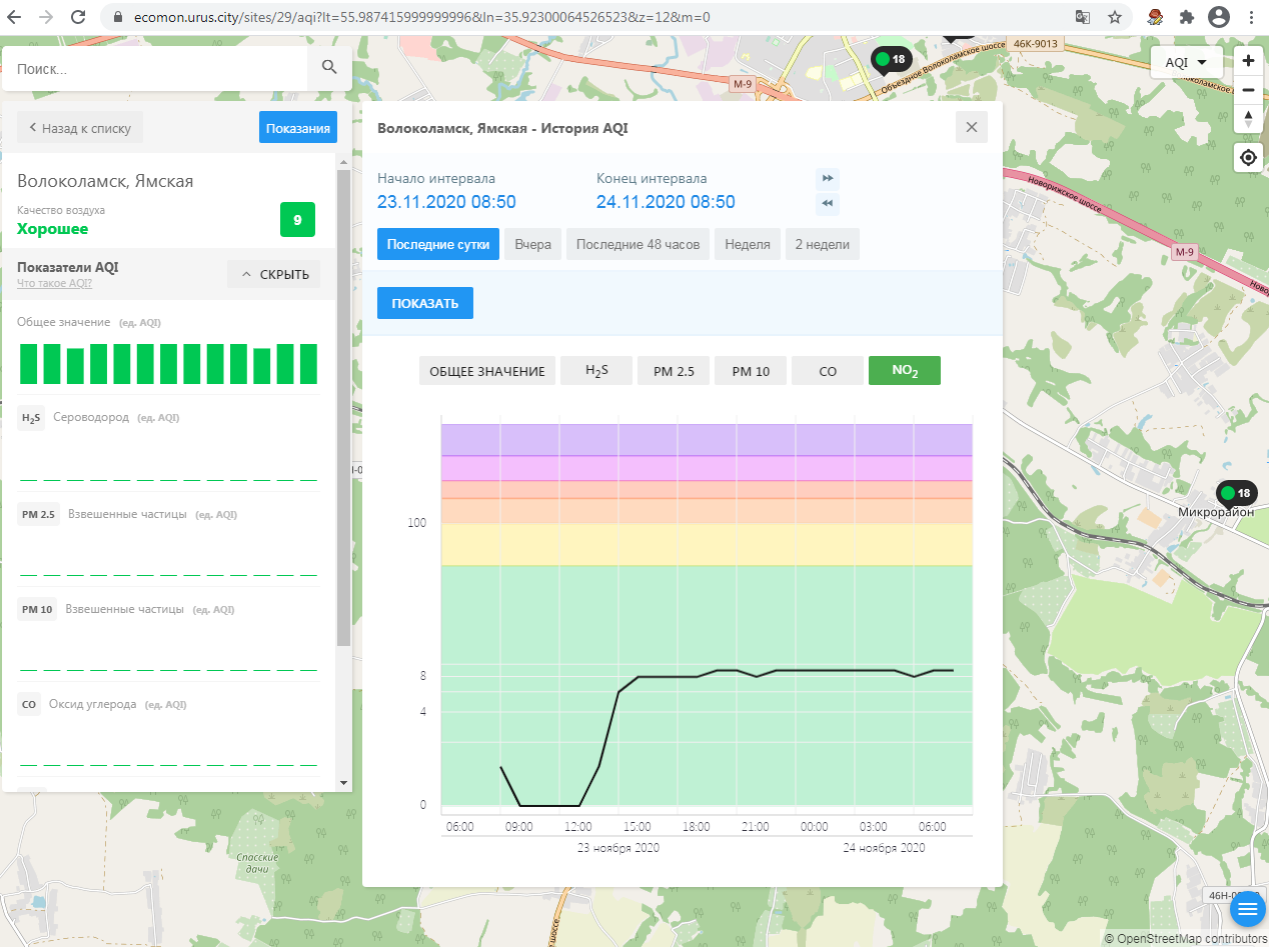 ecomon.urus.city/sites/29/aqi?lt=55.987415999999996&ln=35.92300064526523&z=12&m=0
46К-9013
18
Объездное Волоколамское шоссе
Поиск...
AQI
М-9
Назад к списку
Показания
Волоколамск, Ямская - История AQI
Волоколамск, Ямская
Качество воздуха
Хорошее
9
Начало интервала
Конец интервала
23.11.2020 08:50
24.11.2020 08:50
Новорижское шоссе
Последние сутки
Вчера
Последние 48 часов
Неделя
2 недели
М-9
Показатели AQI
Что такое AQI?
СКРЫТЬ
ПОКАЗАТЬ
Общее значение (ед. AQI)
ОБЩЕЕ ЗНАЧЕНИЕ
H2S
PM 2.5
PM 10
CO
NO2
H2S Сероводород (ед. AQI)
PM 2.5 Взвешенные частицы (ед. AQI)
18
Микрорайон
100
PM 10 Взвешенные частицы (ед. AQI)
8
CO Оксид углерода (ед. AQI)
4
0
06:00
09:00
12:00
15:00
18:00
21:00
00:00
03:00
06:00
23 ноября 2020
24 ноября 2020
Спасские
дачи
© OpenStreetMap contributors